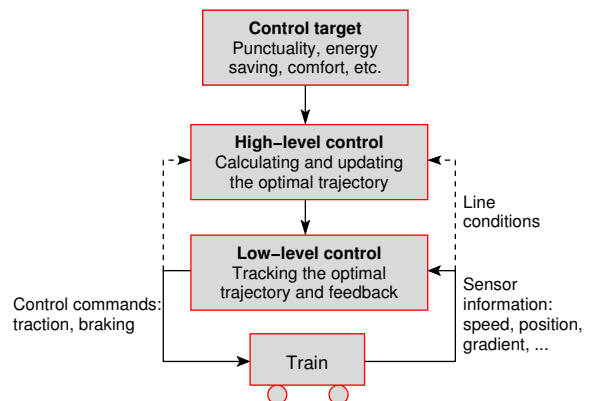 Control target
Punctuality, energy
saving, comfort, etc.
High−level control
Calculating and updating
the optimal trajectory
Line
conditions
Low−level control
Tracking the optimal
trajectory and feedback
Control commands:
traction, braking
Sensor
information:
speed, position,
gradient, ...
Train